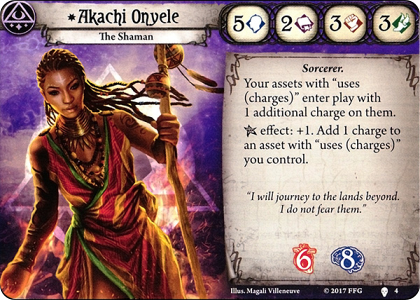 *Akachi Onyele
The Shaman
5 2 3 3
Sorcerer.
Your assets with "uses
(charges)" enter play with
1 additional charge on them.
effect: +1. Add 1 charge to
an asset with "uses (charges)"
you control.
"I will journey to the lands beyond.
I do not fear them."
6 8
Illus. Magali Villeneuve
© 2017 FFG
4